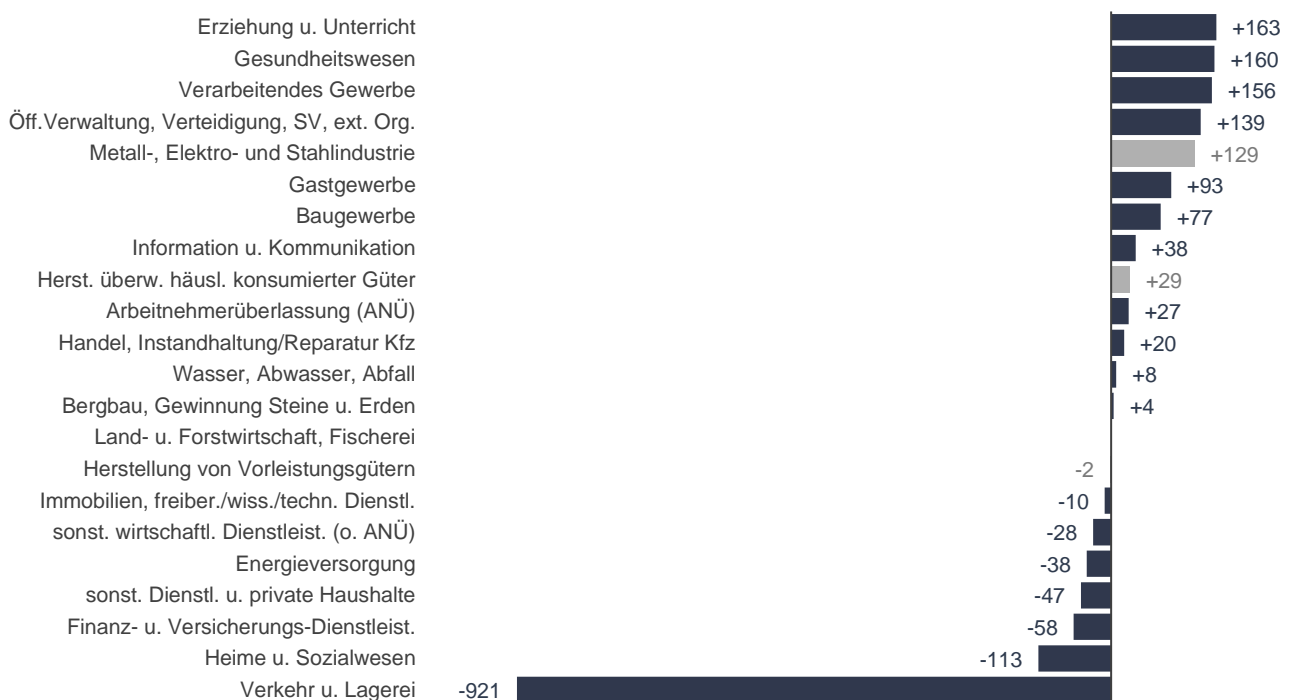 Erziehung u. Unterricht +163
Gesundheitswesen +160
Verarbeitendes Gewerbe +156
Öff.Verwaltung, Verteidigung, SV, ext. Org. +139
Metall-, Elektro- und Stahlindustrie +129
Gastgewerbe +93
Baugewerbe +77
Information u. Kommunikation +38
Herst. überw. häusl. konsumierter Güter +29
Arbeitnehmerüberlassung (ANÜ) +27
Handel, Instandhaltung/Reparatur Kfz +20
Wasser, Abwasser, Abfall +8
Bergbau, Gewinnung Steine u. Erden +4
Land- u. Forstwirtschaft, Fischerei
Herstellung von Vorleistungsgütern -2
Immobilien, freiber./wiss./techn. Dienstl. -10
sonst. wirtschaftl. Dienstleist. (o. ANÜ) -28
Energieversorgung -38
sonst. Dienstl. u. private Haushalte -47
Finanz- u. Versicherungs-Dienstleist. -58
Heime u. Sozialwesen -113
Verkehr u. Lagerei -921